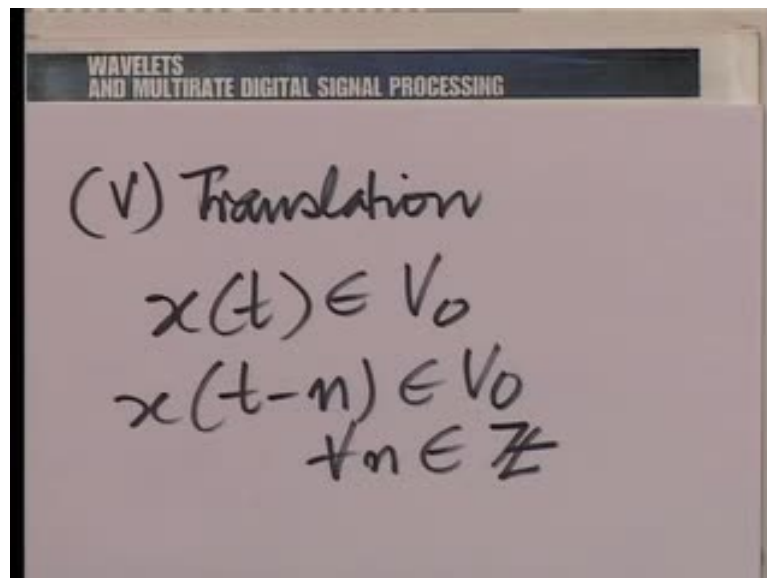 WAVELETS
AND MULTIRATE DIGITAL SIGNAL PROCESSING
(V) Translation
x(t) ∈ V₀
x(t-n) ∈ V₀
∀n ∈ ℤ